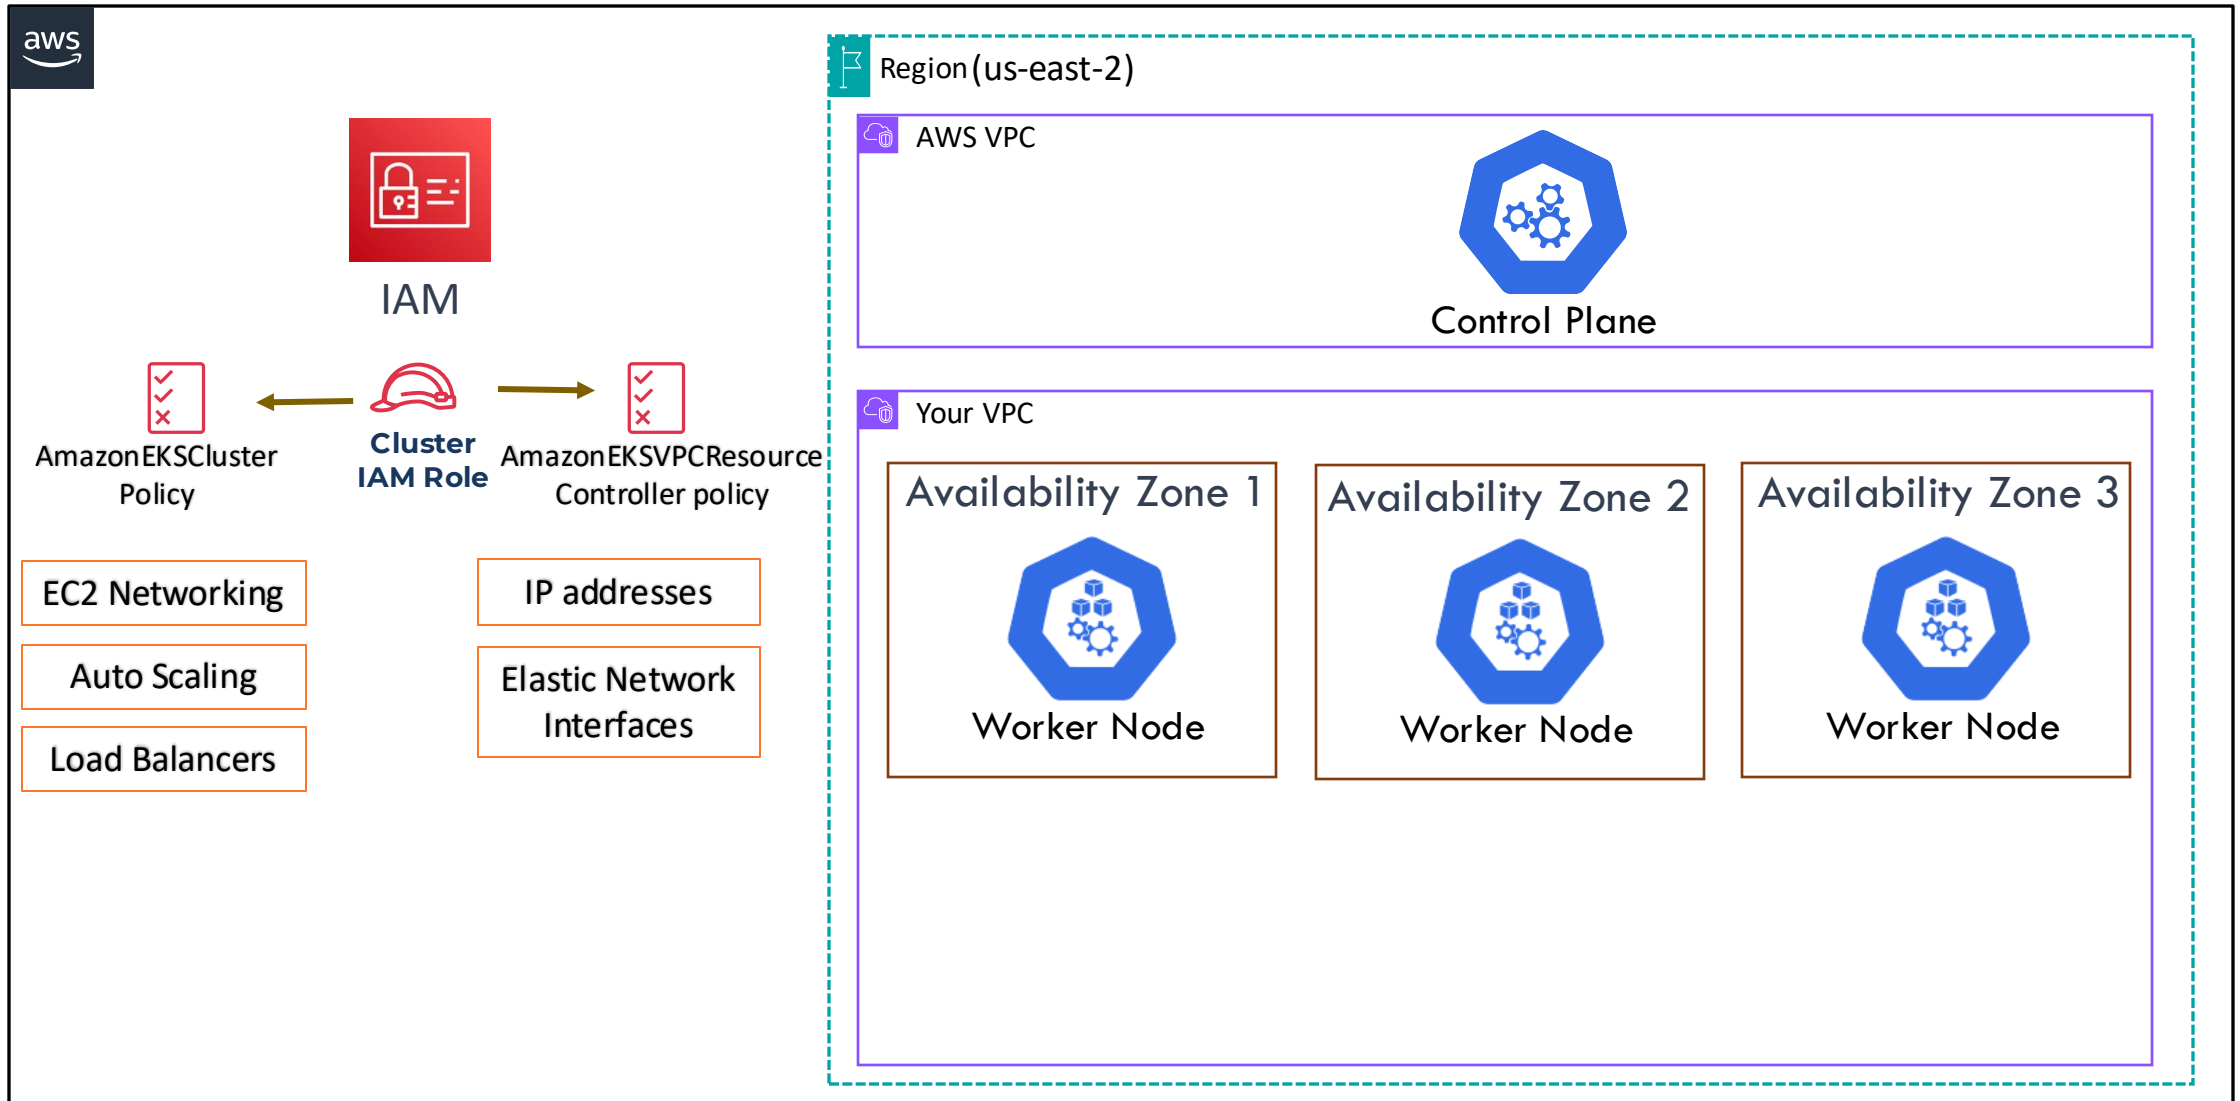 aws
Region (us-east-2)
AWS VPC
Control Plane
IAM
Cluster
IAM Role
AmazonEKSCluster
Policy
AmazonEKSVPCResource
Controller policy
EC2 Networking
Auto Scaling
Load Balancers
IP addresses
Elastic Network
Interfaces
Your VPC
Availability Zone 1
Worker Node
Availability Zone 2
Worker Node
Availability Zone 3
Worker Node